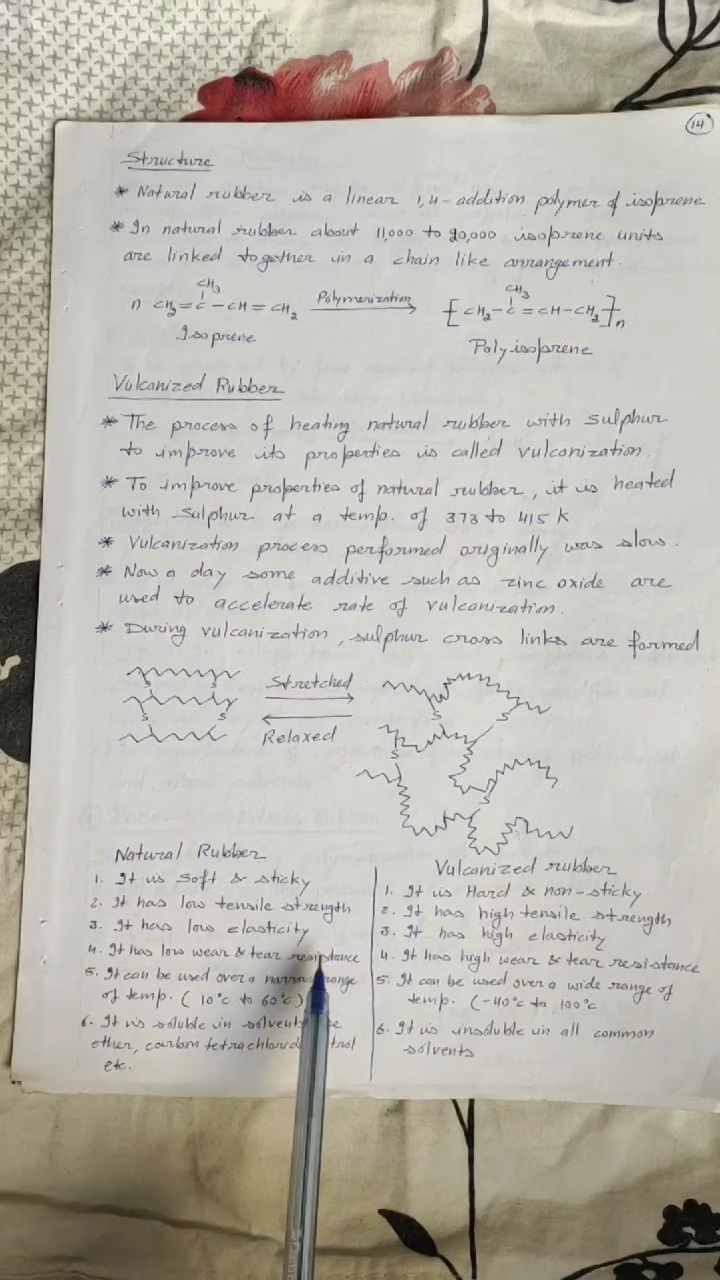 14
Structure
* Natural rubber is a linear 1,4-addition polymer of isoprene
* In natural rubber about 11,000 to 20,000 isoprene units
are linked together in a chain like arrangement.
CH3 CH3
n CH2=C-CH=CH2 Polymerization [CH2-C=CH-CH2]n
Isoprene Polyisoprene
Vulcanized Rubber
* The process of heating natural rubber with sulphur
to improve its properties is called vulconization.
* To improve properties of natural rubber, it is heated
with sulphur at a temp. of 373 to 415 K
* Vulcanization process performed originally was slow.
* Now a day some additive such as zinc oxide are
used to accelerate rate of vulcanization.
* During vulcanization, sulphur cross links are formed
Stretched
S S
S S
Relaxed
S S
S
S
Natural Rubber
1. It is soft & sticky
2. It has low tensile strength
3. It has low elasticity
4. It has low wear & tear resistance
5. It can be used over a narrow range
of temp. (10°c to 60°c)
6. It is soluble in solvents
ether, carbon
etc.
Vulcanized rubber
1. It is Hard & non-sticky
2. It has high tensile strength
3. It has high elasticity
4. It has high wear & tear resistance
5. It can be used over a wide range of
temp. (-40°c to 100°c
6. It is insoluble in all common
solvents